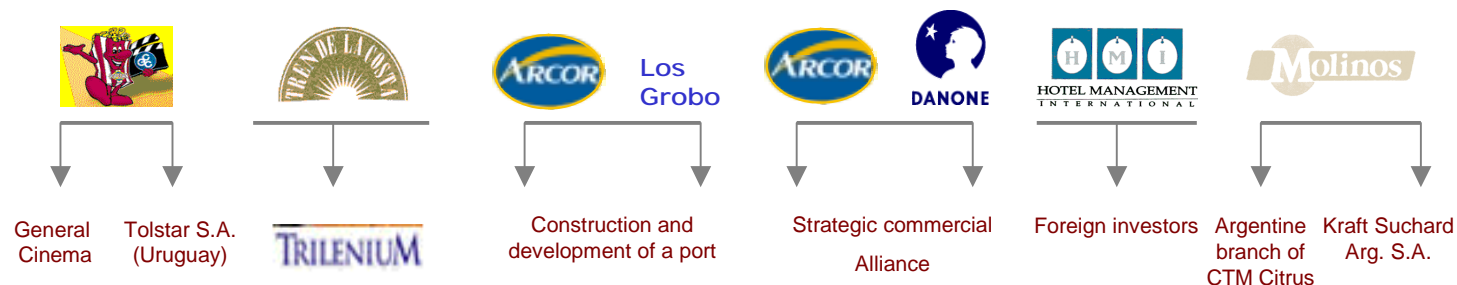 TREN DE LA COSTA
ARCOR
Los
Grobo
ARCOR
DANONE
H M I
HOTEL MANAGEMENT
INTERNATIONAL
Molinos
General
Cinema
Tolstar S.A.
(Uruguay)
TRILENIUM
Construction and
development of a port
Strategic commercial
Alliance
Foreign investors
Argentine
branch of
CTM Citrus
Kraft Suchard
Arg. S.A.